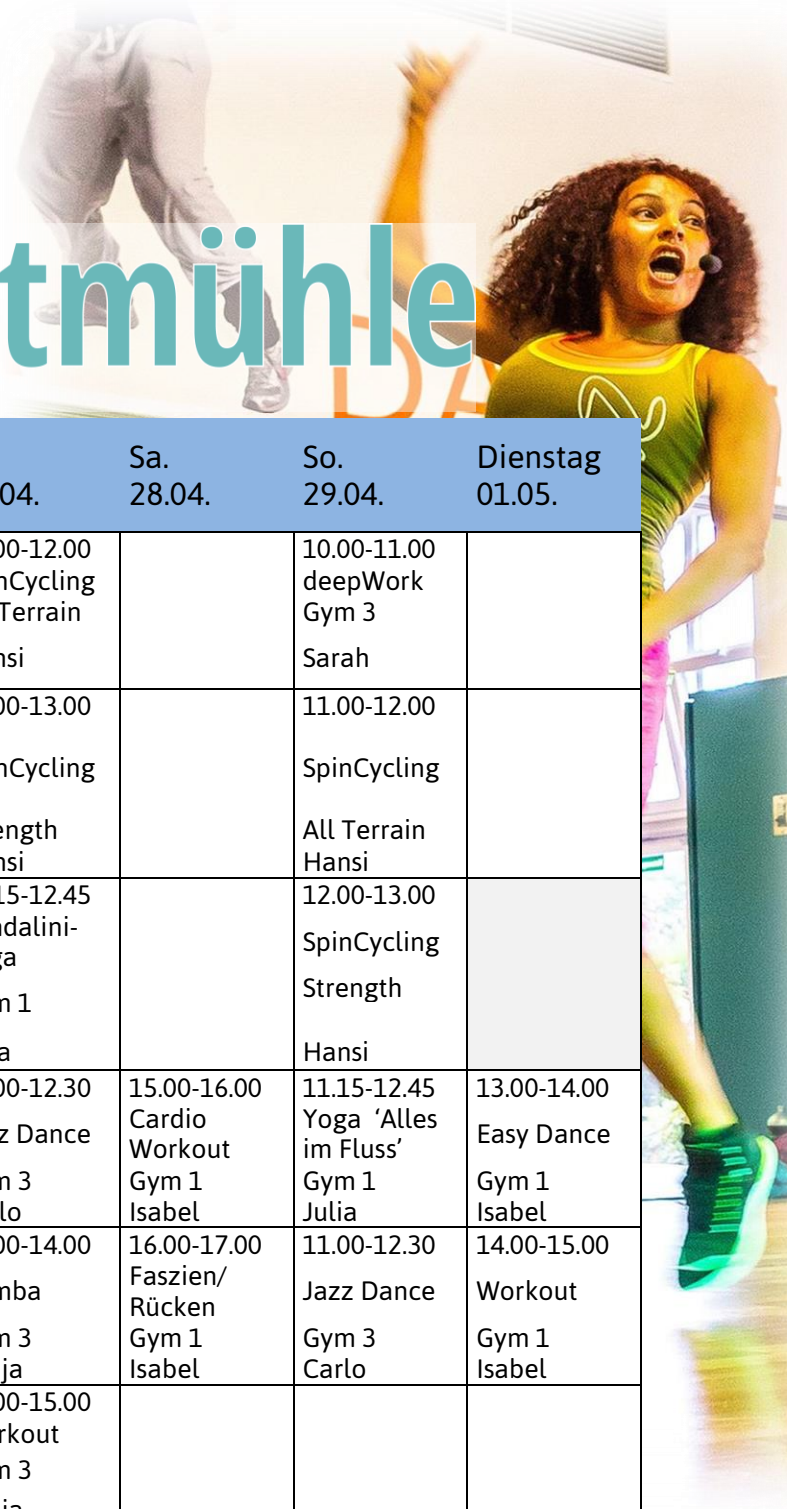 tmühle
DA
04.
Sa.
28.04.
So.
29.04.
Dienstag
01.05.
00-12.00
nCycling
Terrain
nsi
10.00-11.00
deepWork
Gym 3
Sarah
00-13.00
nCycling
ength
nsi
11.00-12.00
SpinCycling
All Terrain
Hansi
15-12.45
dalini-
ga
m 1
a
12.00-13.00
SpinCycling
Strength
Hansi
00-12.30
z Dance
m 3
lo
15.00-16.00
Cardio
Workout
Gym 1
Isabel
11.15-12.45
Yoga ‘Alles
im Fluss’
Gym 1
Julia
13.00-14.00
Easy Dance
Gym 1
Isabel
00-14.00
mba
m 3
ja
16.00-17.00
Faszien/
Rücken
Gym 1
Isabel
11.00-12.30
Jazz Dance
Gym 3
Carlo
14.00-15.00
Workout
Gym 1
Isabel
00-15.00
rkout
m 3
ja